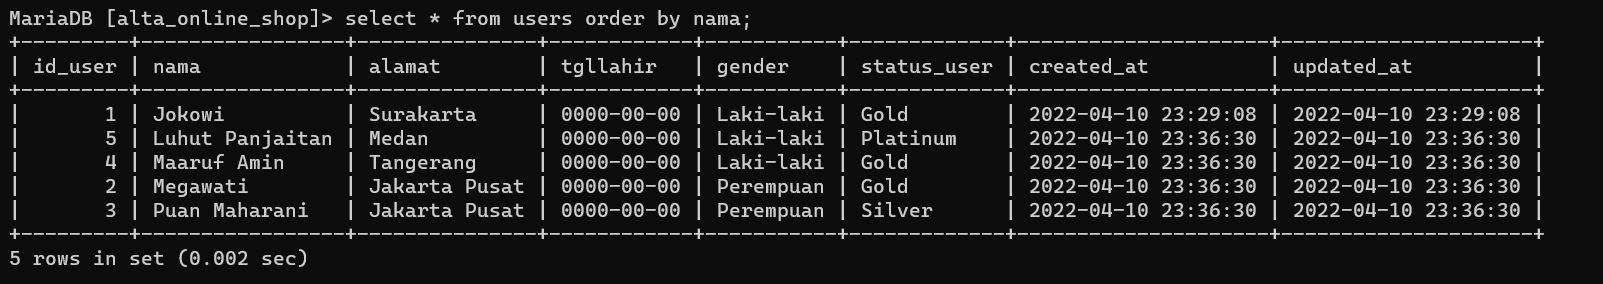 MariaDB [alta_online_shop]> select * from users order by nama;
+---------+-----------------+---------------+------------+-----------+-------------+---------------------+---------------------+
| id_user | nama            | alamat        | tgllahir   | gender    | status_user | created_at          | updated_at          |
+---------+-----------------+---------------+------------+-----------+-------------+---------------------+---------------------+
|       1 | Jokowi          | Surakarta     | 0000-00-00 | Laki-laki | Gold        | 2022-04-10 23:29:08 | 2022-04-10 23:29:08 |
|       5 | Luhut Panjaitan | Medan         | 0000-00-00 | Laki-laki | Platinum    | 2022-04-10 23:36:30 | 2022-04-10 23:36:30 |
|       4 | Maaruf Amin     | Tangerang     | 0000-00-00 | Laki-laki | Gold        | 2022-04-10 23:36:30 | 2022-04-10 23:36:30 |
|       2 | Megawati        | Jakarta Pusat | 0000-00-00 | Perempuan | Gold        | 2022-04-10 23:36:30 | 2022-04-10 23:36:30 |
|       3 | Puan Maharani   | Jakarta Pusat | 0000-00-00 | Perempuan | Silver      | 2022-04-10 23:36:30 | 2022-04-10 23:36:30 |
+---------+-----------------+---------------+------------+-----------+-------------+---------------------+---------------------+
5 rows in set (0.002 sec)